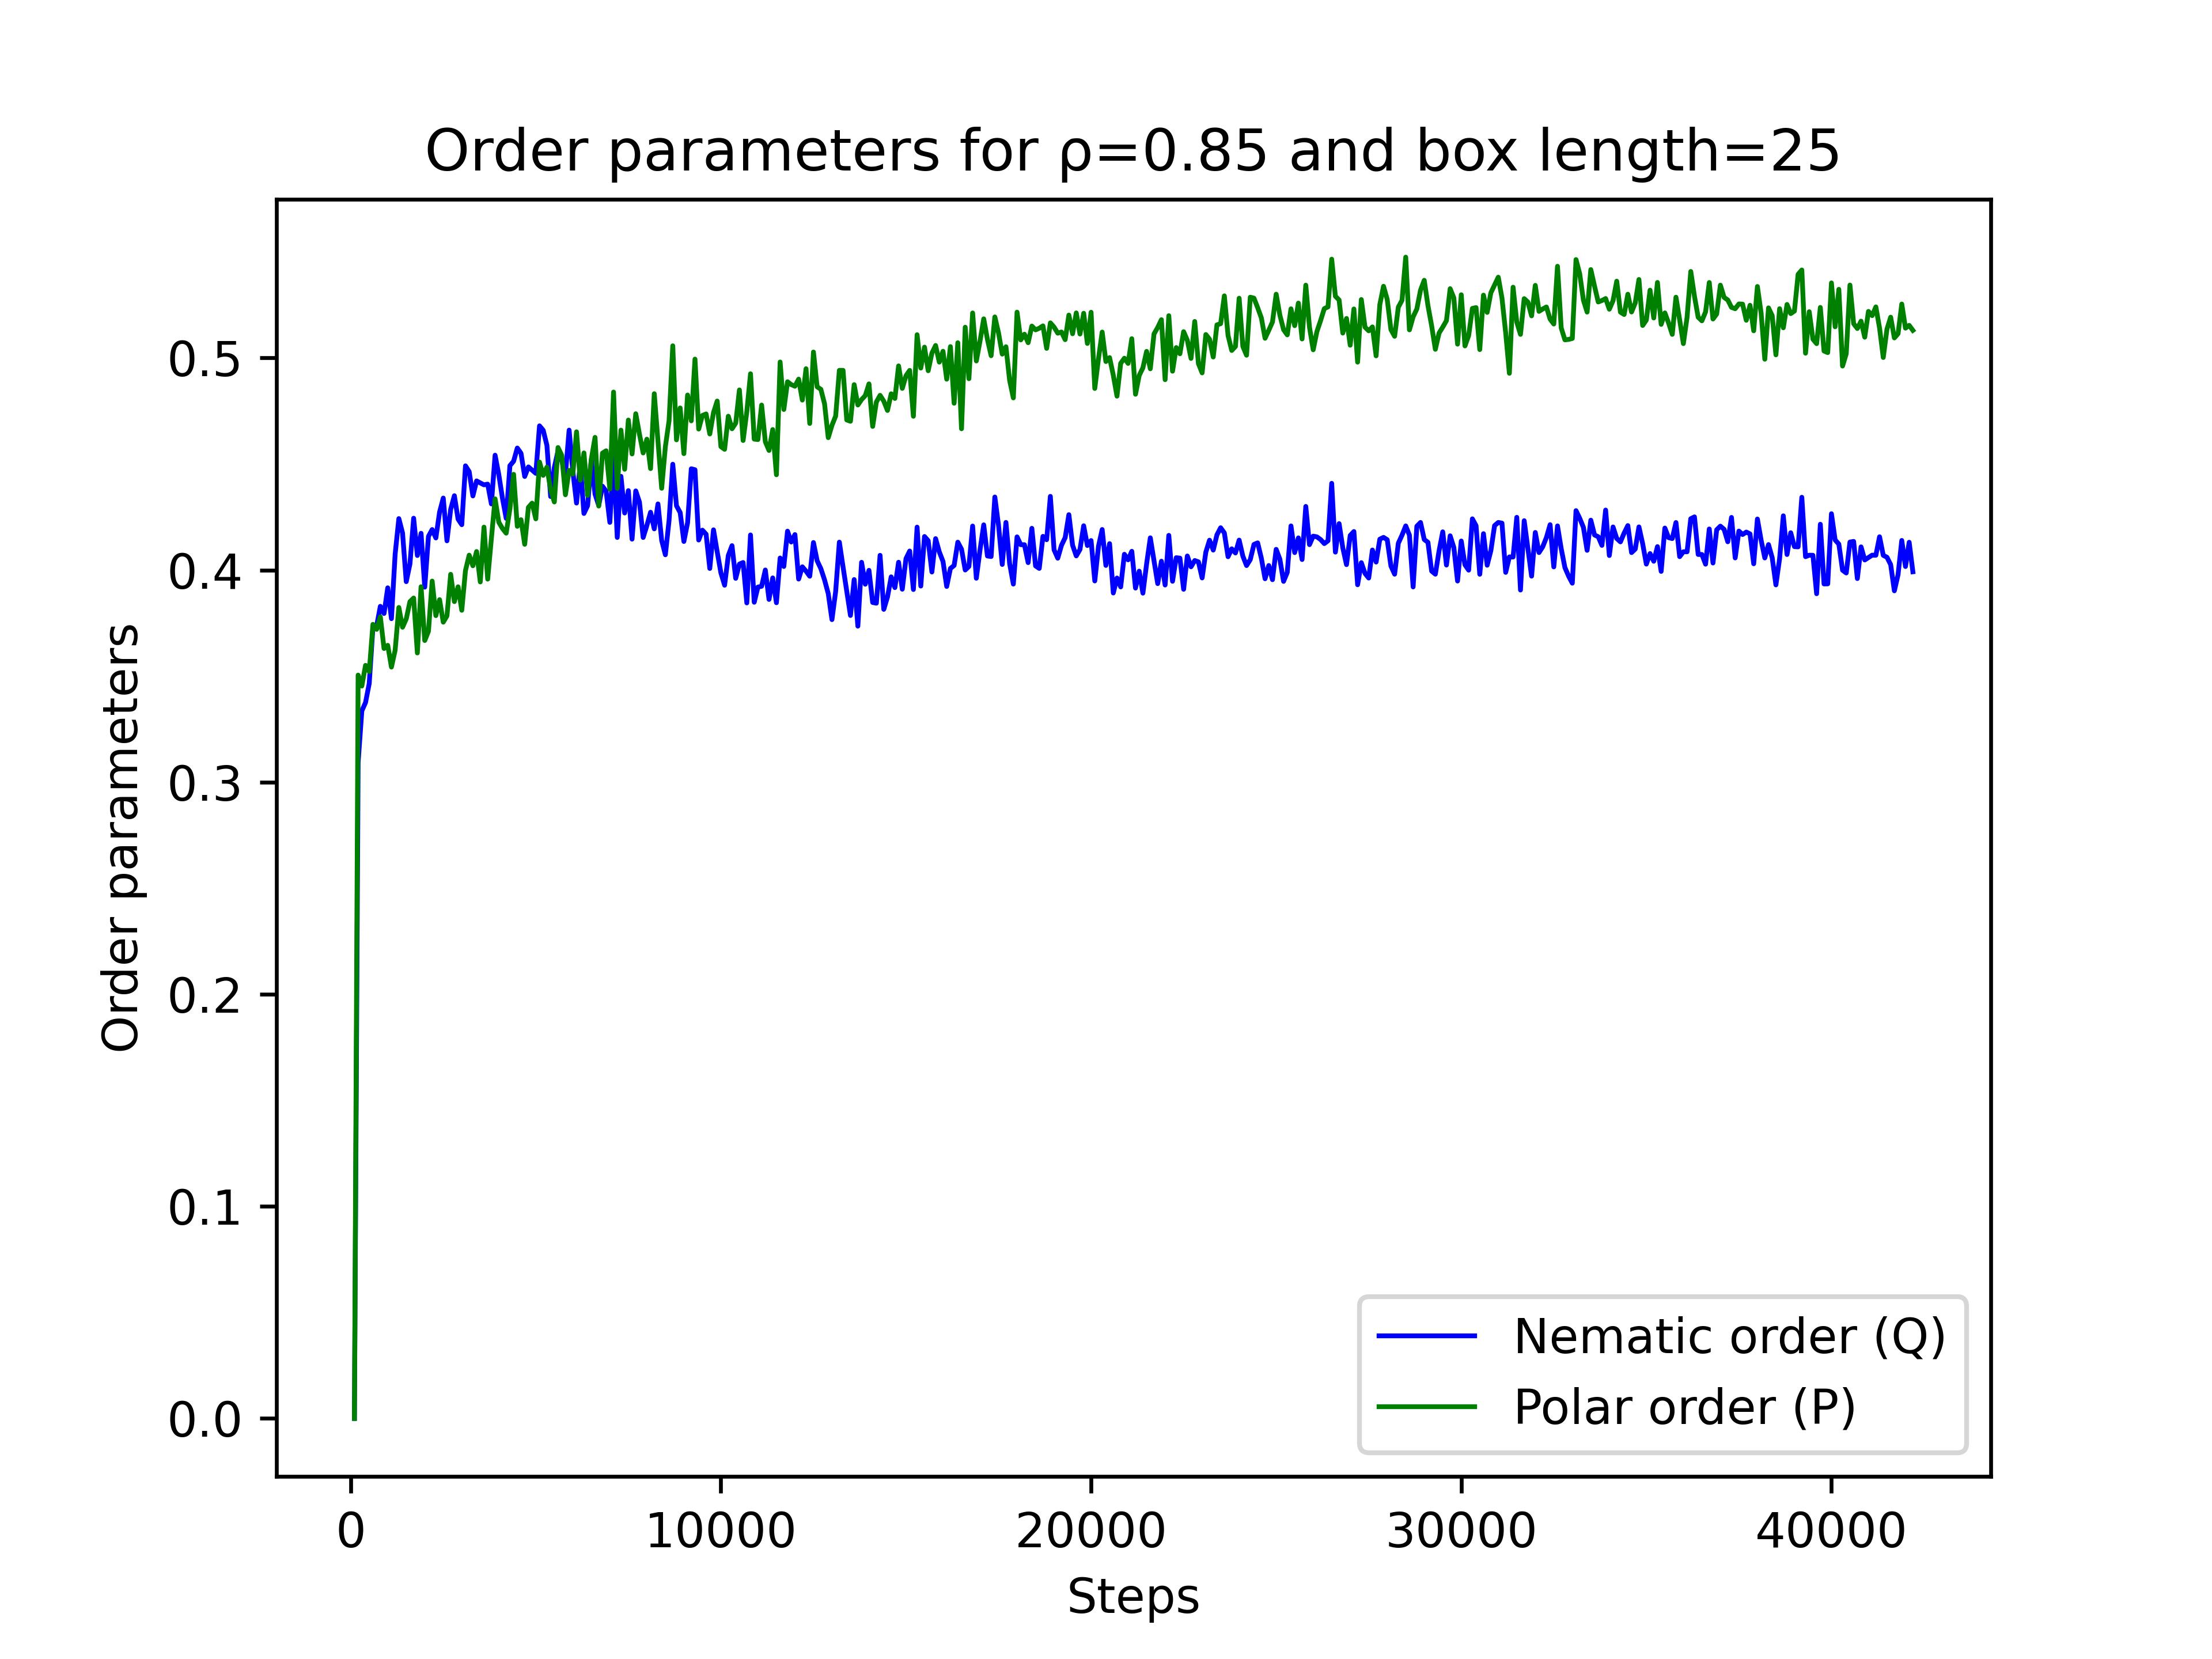 Order parameters for ρ=0.85 and box length=25
Order parameters
0.5
0.4
0.3
0.2
0.1
0.0
Nematic order (Q)
Polar order (P)
0 10000 20000 30000 40000
Steps